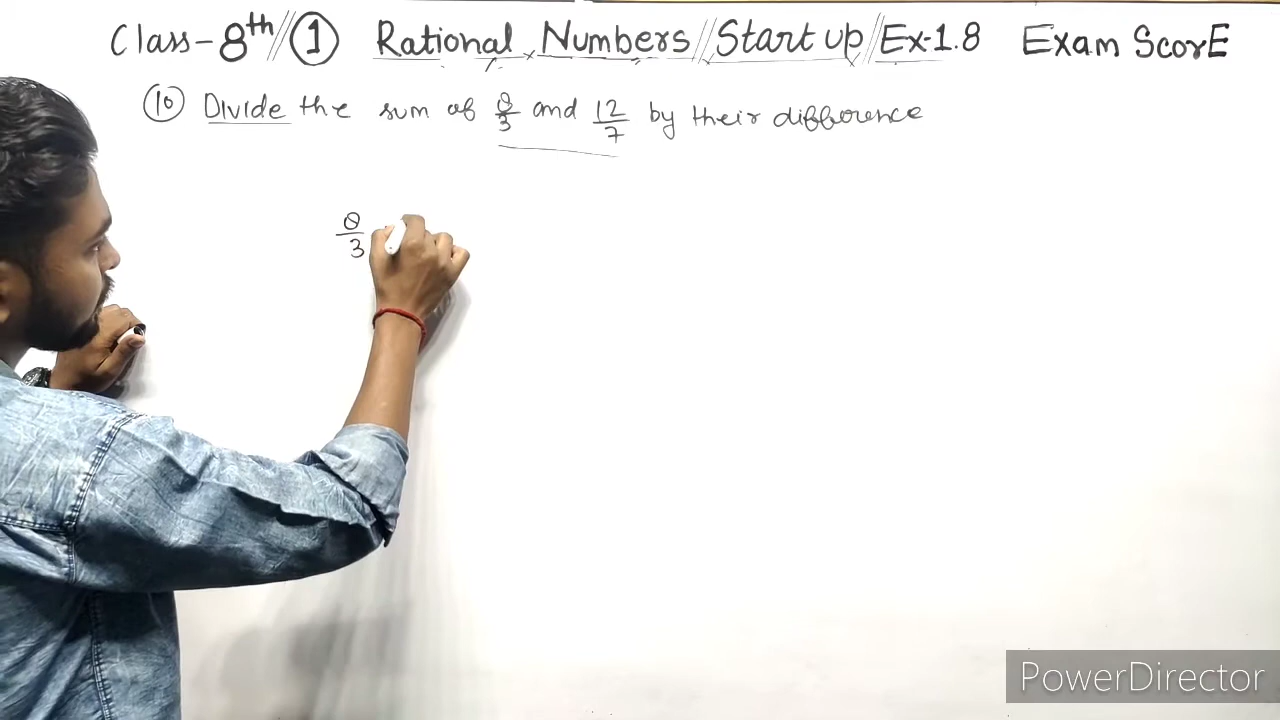 Class-8th // ① Rational Numbers // Start up // Ex-1.8 Exam ScorE
⑩ Divide the sum of 8/3 and 12/7 by their difference
8/3
PowerDirector